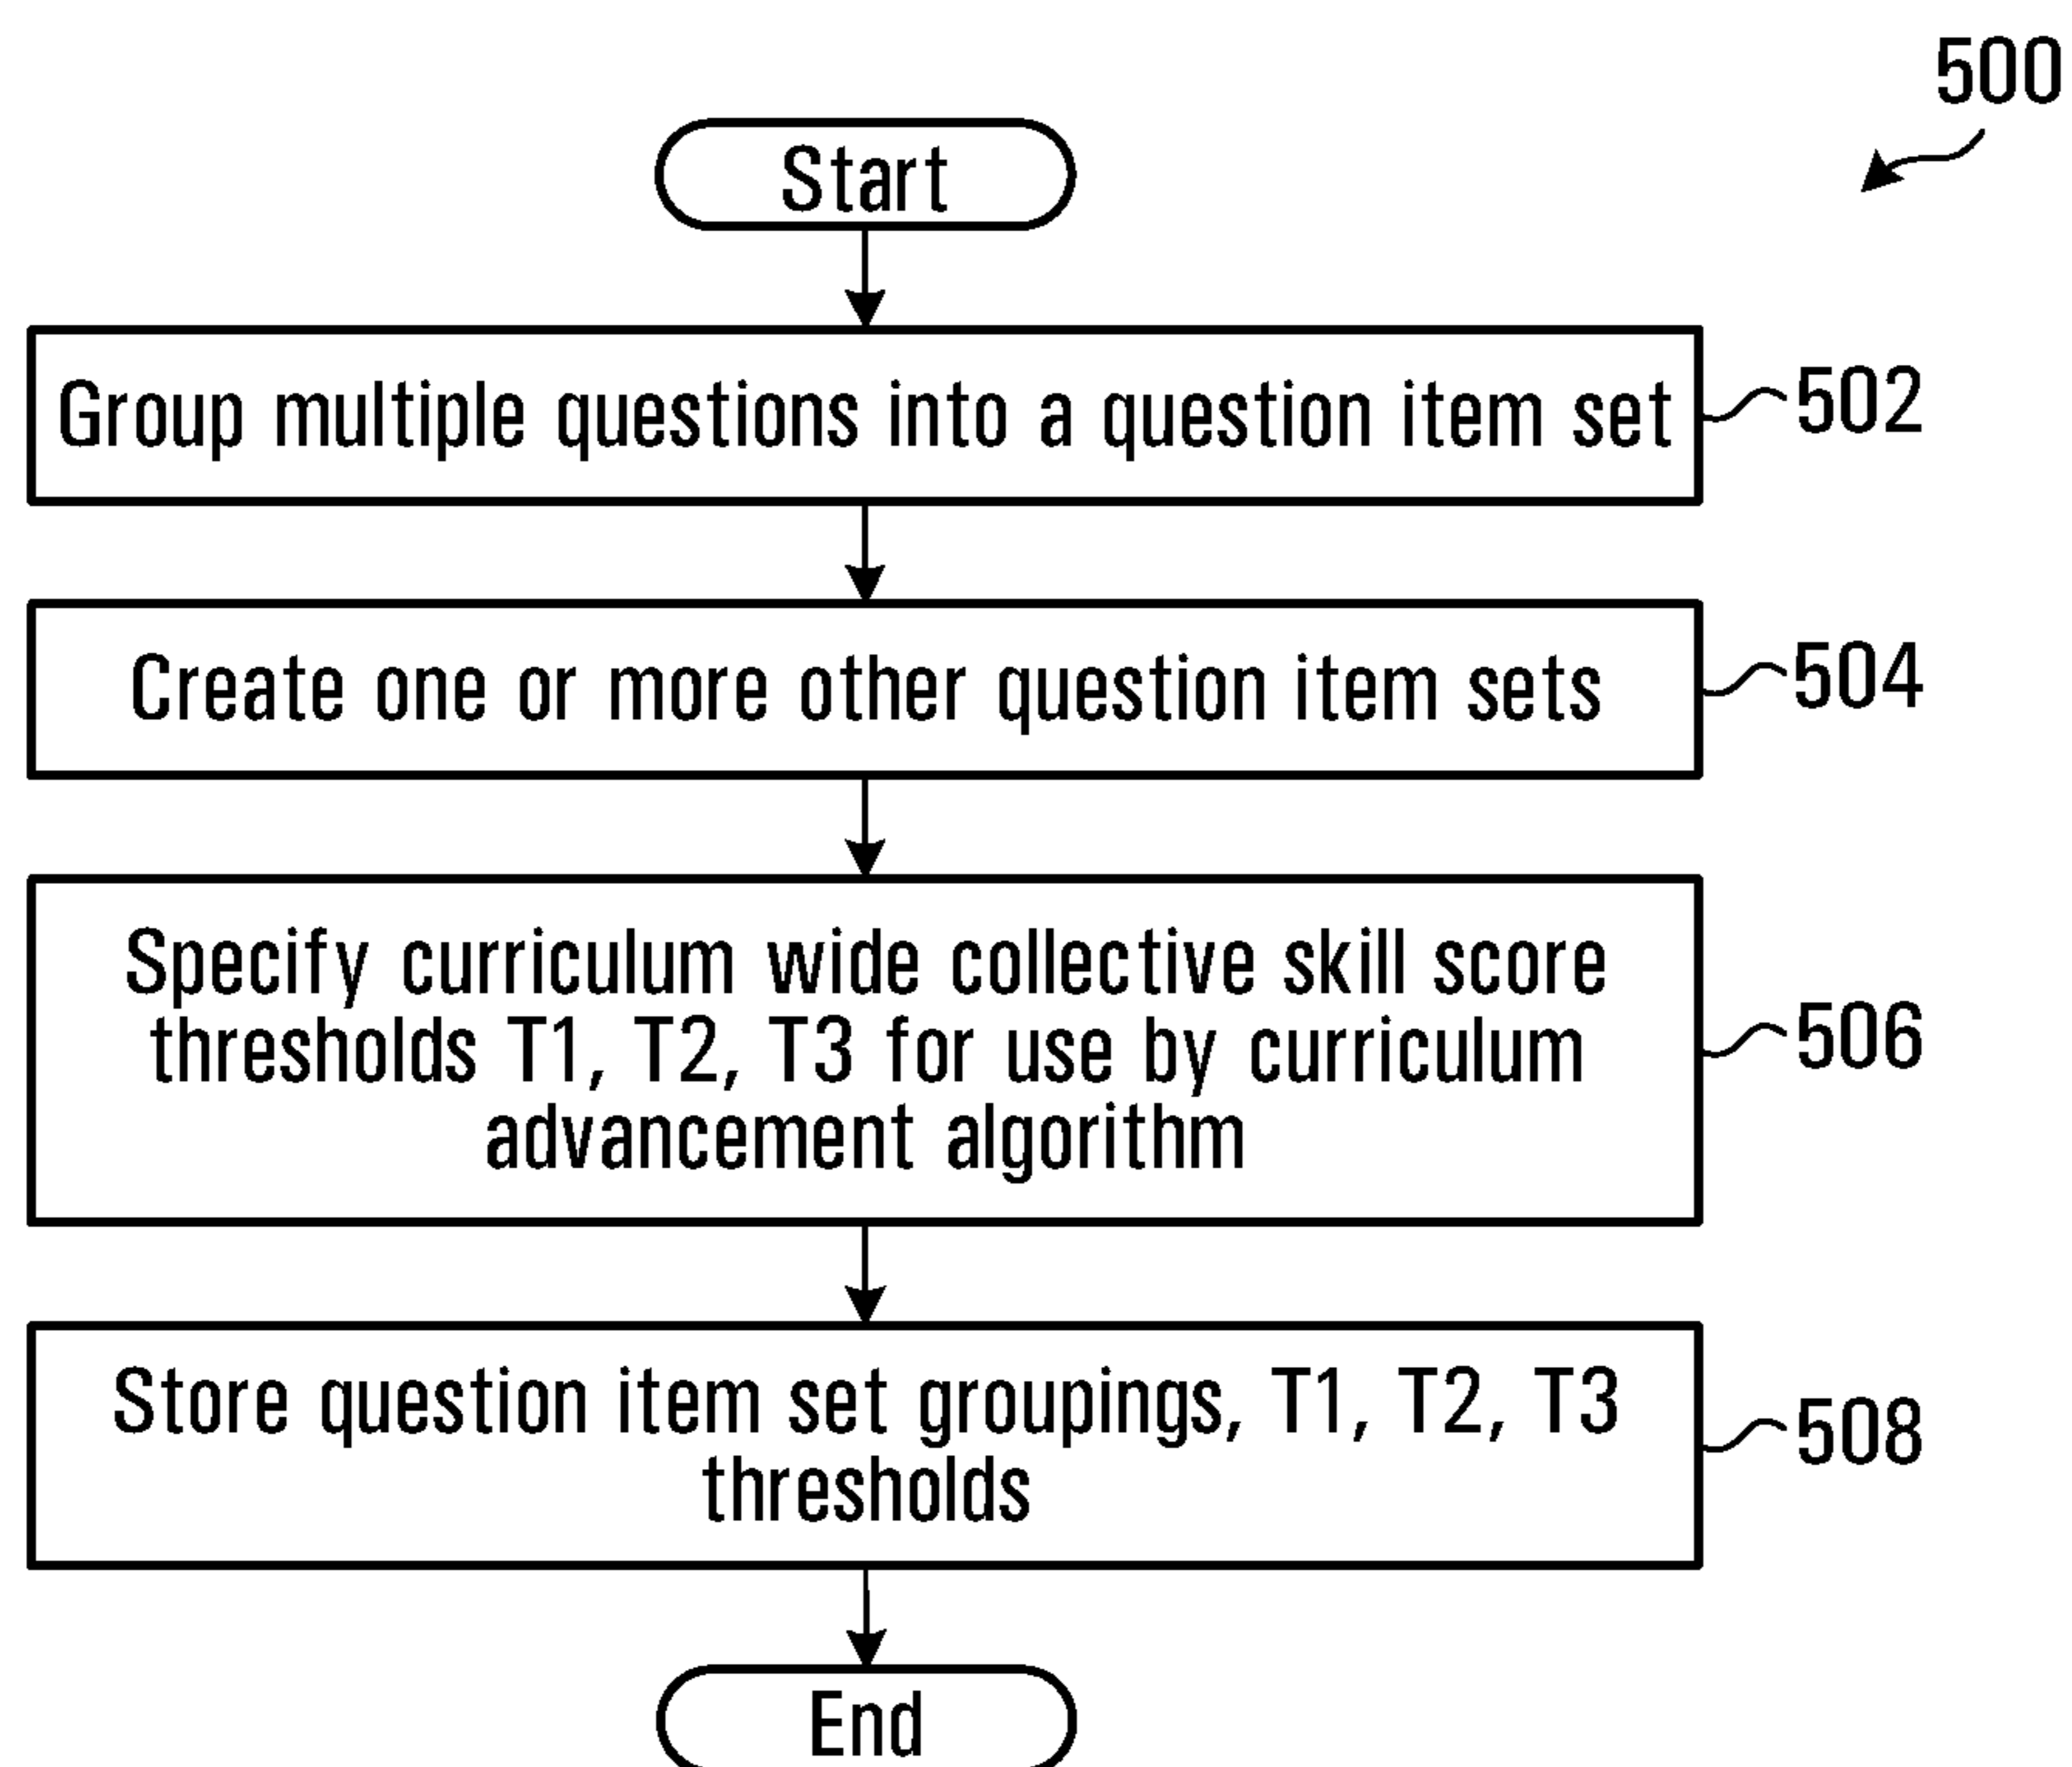 500
Start
Group multiple questions into a question item set
502
Create one or more other question item sets
504
Specify curriculum wide collective skill score
thresholds T1, T2, T3 for use by curriculum
advancement algorithm
506
Store question item set groupings, T1, T2, T3
thresholds
508
End